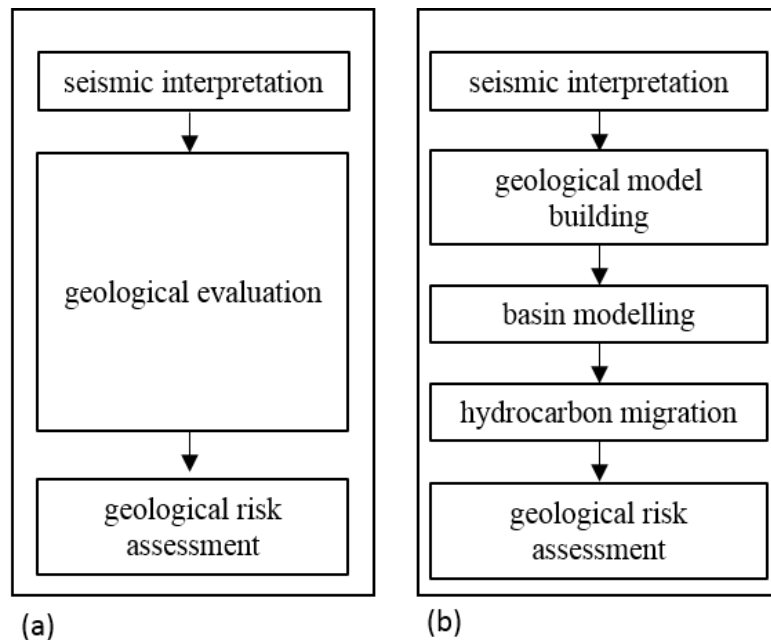 seismic interpretation
geological evaluation
geological risk
assessment
(a)
seismic interpretation
geological model
building
basin modelling
hydrocarbon migration
geological risk
assessment
(b)